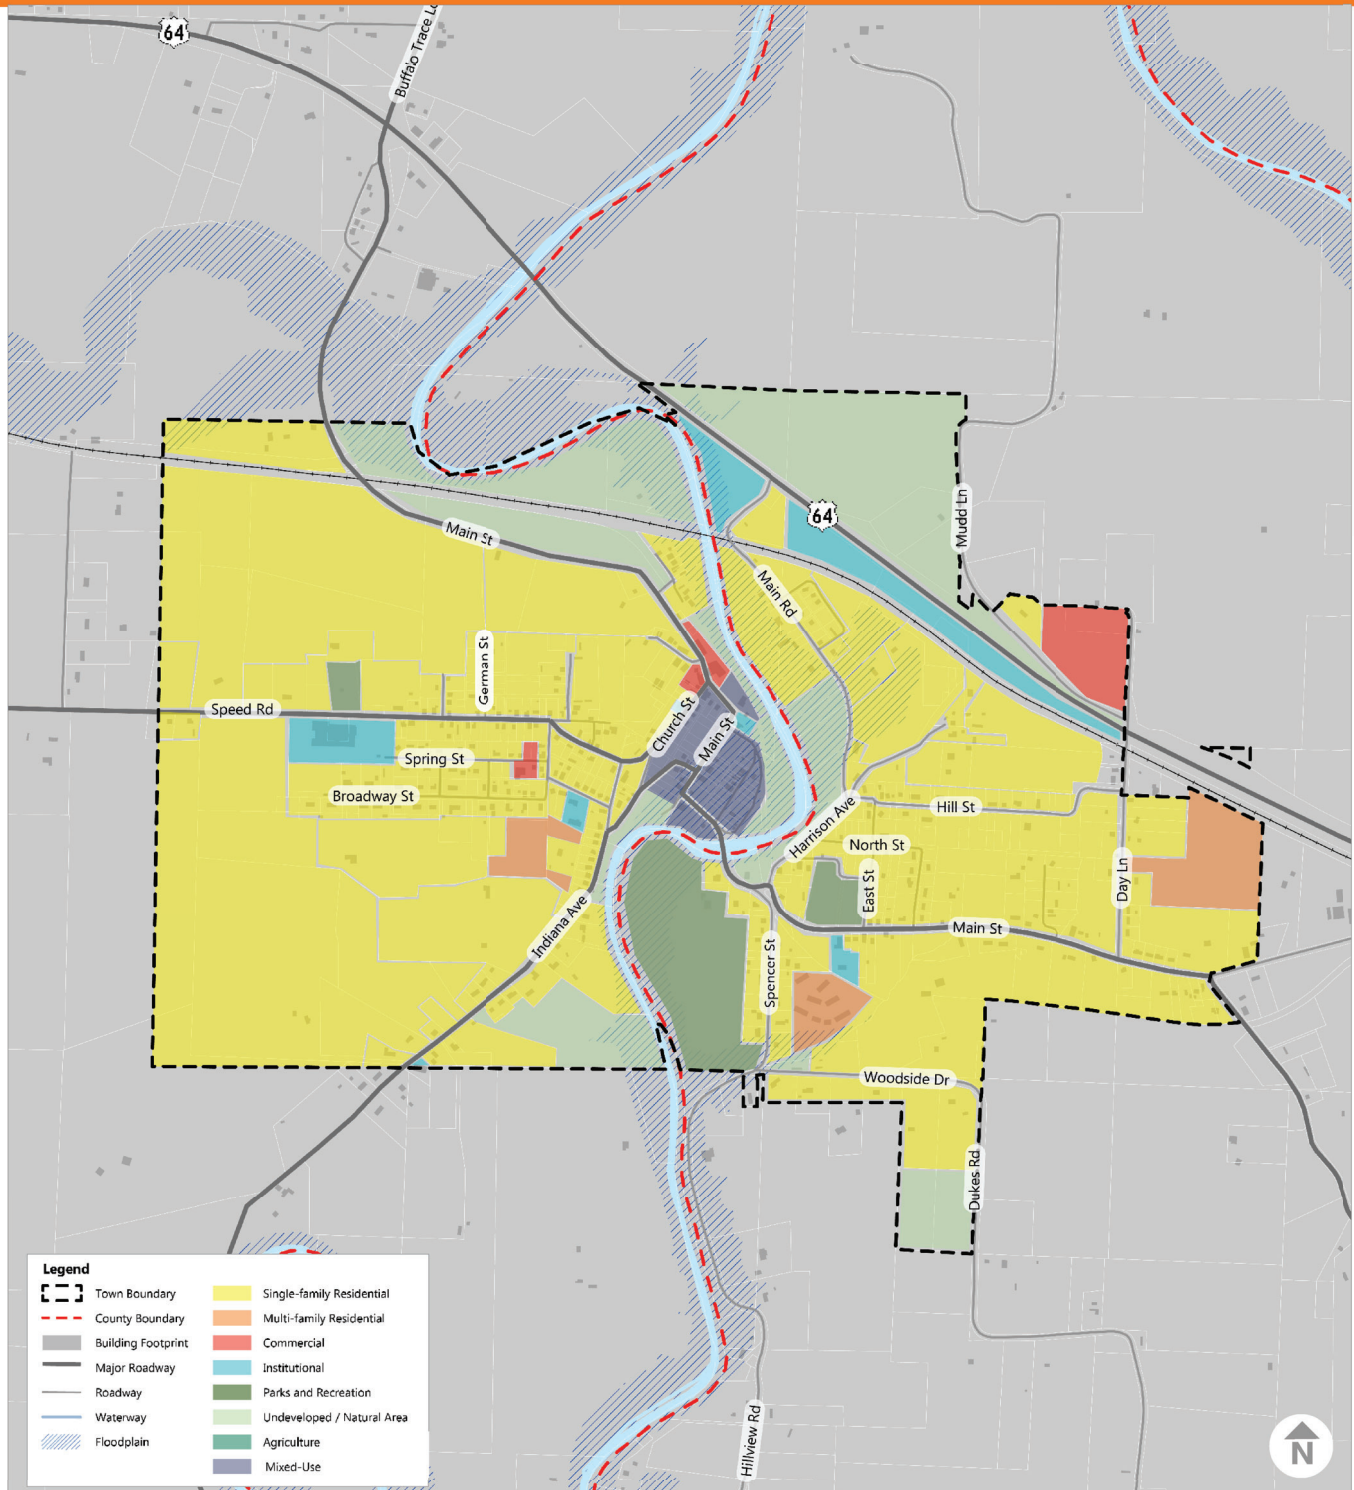 64
Buffalo Trace Lo
64
Mudd Ln
Main St
Main Rd
German St
Speed Rd
Church St
Main St
Spring St
Broadway St
Harrison Ave
Hill St
North St
East St
Day Ln
Indiana Ave
Main St
Spencer St
Woodside Dr
Dukes Rd
Hillview Rd
Legend
Town Boundary
County Boundary
Building Footprint
Major Roadway
Roadway
Waterway
Floodplain
Single-family Residential
Multi-family Residential
Commercial
Institutional
Parks and Recreation
Undeveloped / Natural Area
Agriculture
Mixed-Use
N